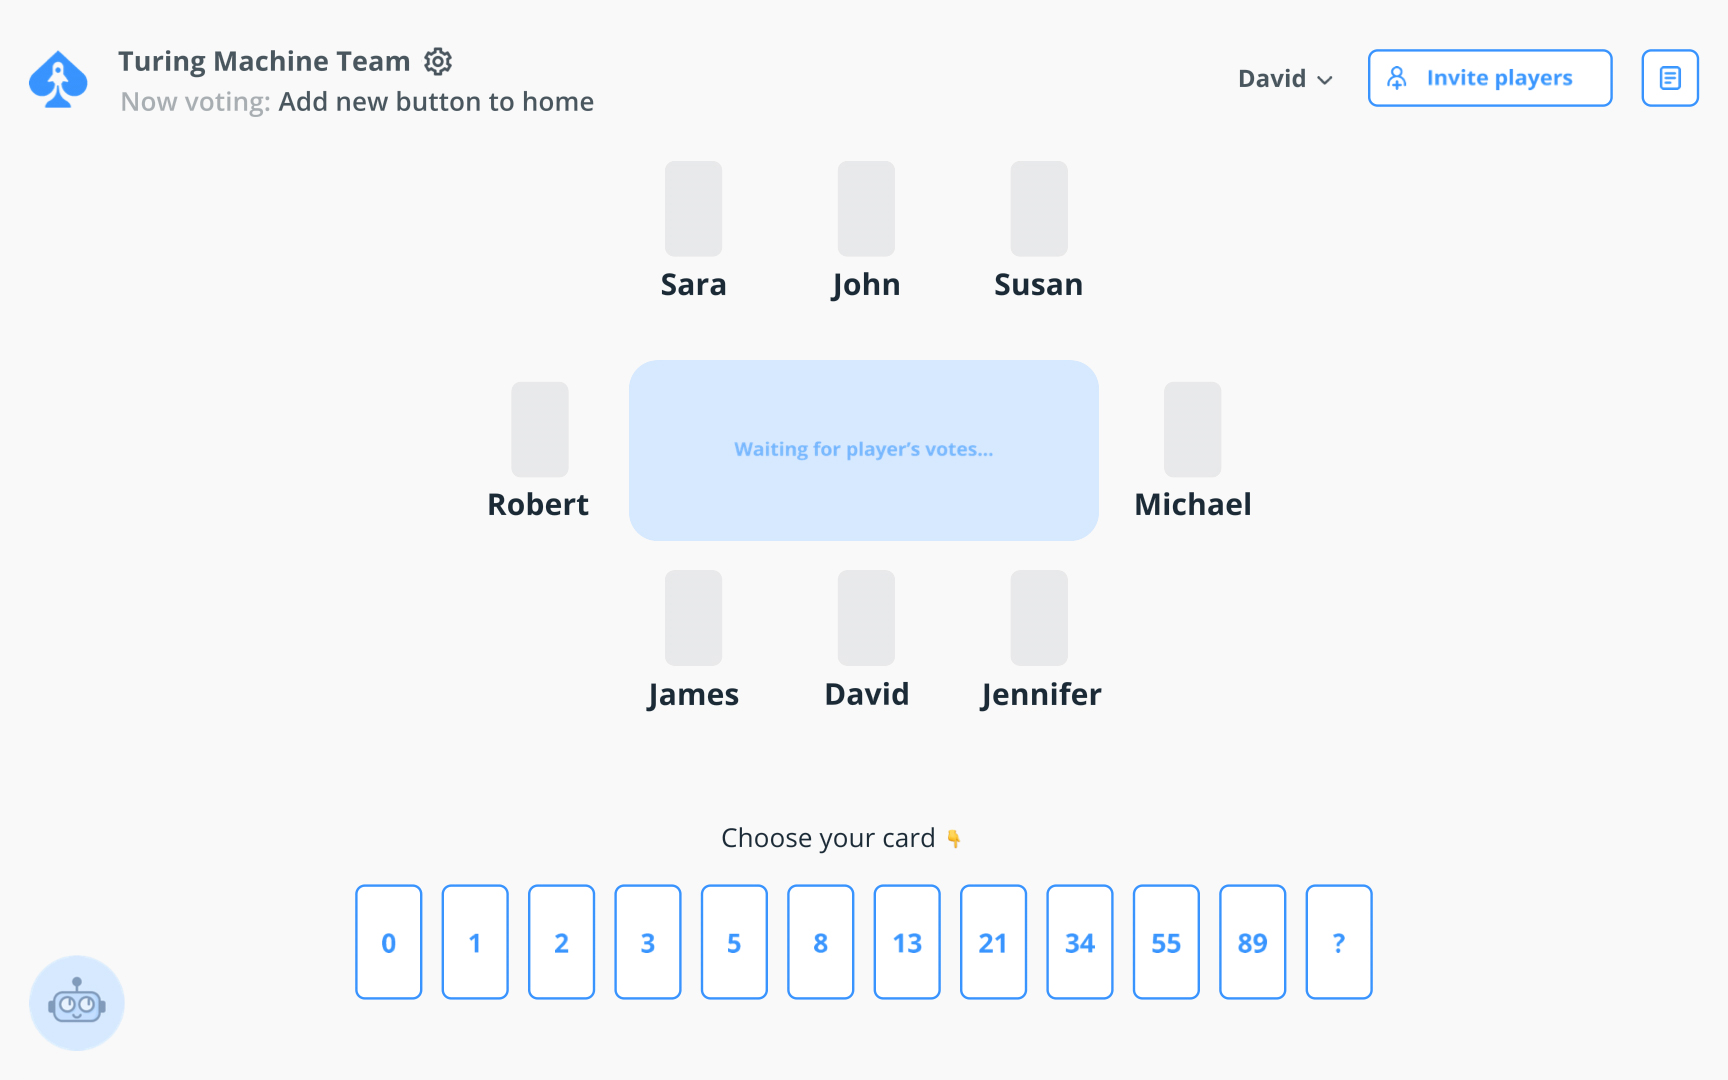 Turing Machine Team
Now voting: Add new button to home
David
Invite players
Sara
John
Susan
Robert
Waiting for player’s votes...
Michael
James
David
Jennifer
Choose your card 👇
0
1
2
3
5
8
13
21
34
55
89
?